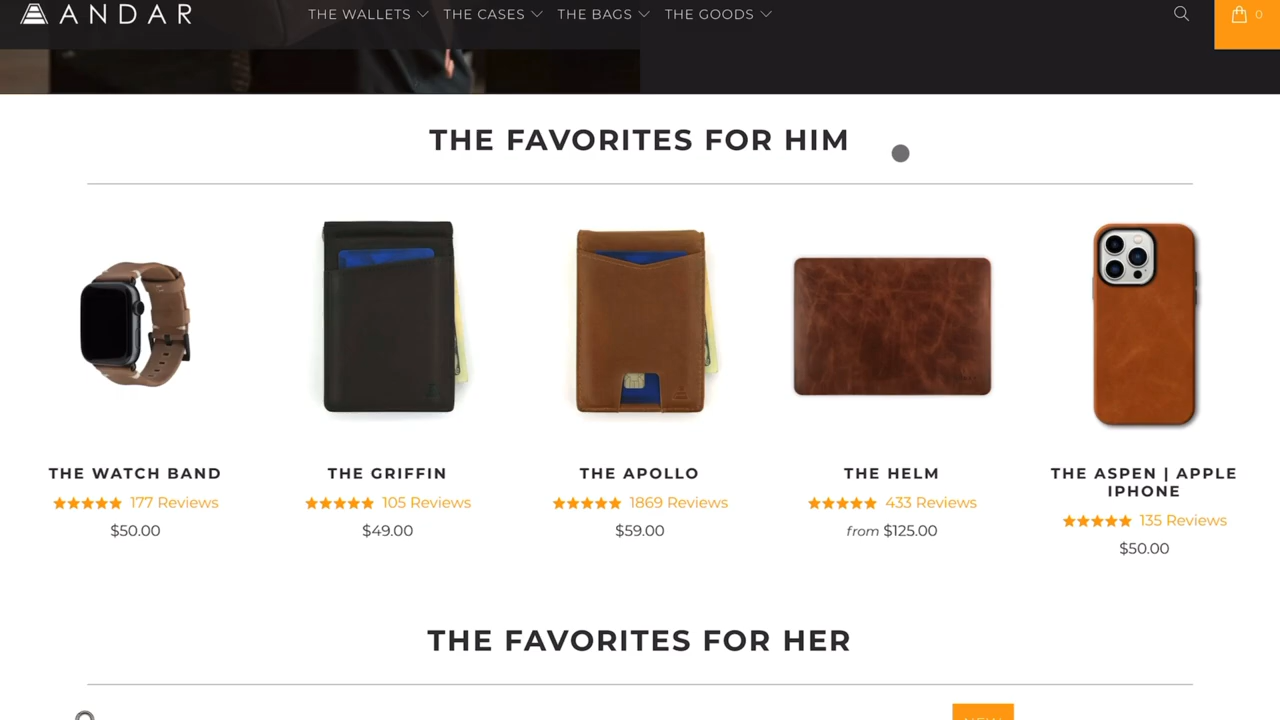 ANDAR
THE WALLETS THE CASES THE BAGS THE GOODS
0
THE FAVORITES FOR HIM
THE WATCH BAND
177 Reviews
$50.00
THE GRIFFIN
105 Reviews
$49.00
THE APOLLO
1869 Reviews
$59.00
THE HELM
433 Reviews
from $125.00
THE ASPEN | APPLE
IPHONE
135 Reviews
$50.00
THE FAVORITES FOR HER
NEW